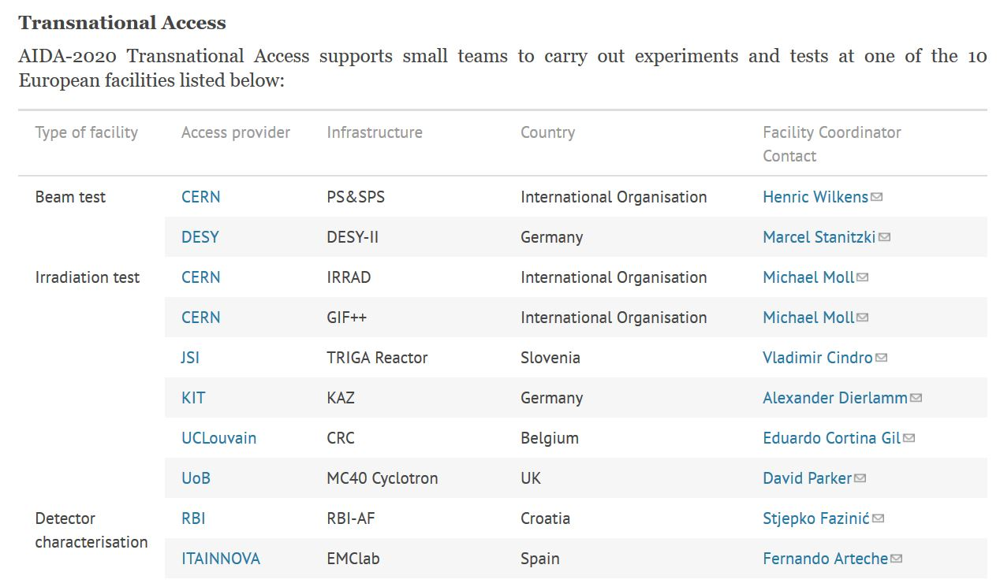 Transnational Access
AIDA-2020 Transnational Access supports small teams to carry out experiments and tests at one of the 10
European facilities listed below:
Type of facility Access provider Infrastructure Country Facility Coordinator
Contact
Beam test CERN PS&SPS International Organisation Henric Wilkens
DESY DESY-II Germany Marcel Stanitzki
Irradiation test CERN IRRAD International Organisation Michael Moll
CERN GIF++ International Organisation Michael Moll
JSI TRIGA Reactor Slovenia Vladimir Cindro
KIT KAZ Germany Alexander Dierlamm
UCLouvain CRC Belgium Eduardo Cortina Gil
UoB MC40 Cyclotron UK David Parker
Detector RBI RBI-AF Croatia Stjepko Fazinić
characterisation
ITAINNOVA EMClab Spain Fernando Arteche